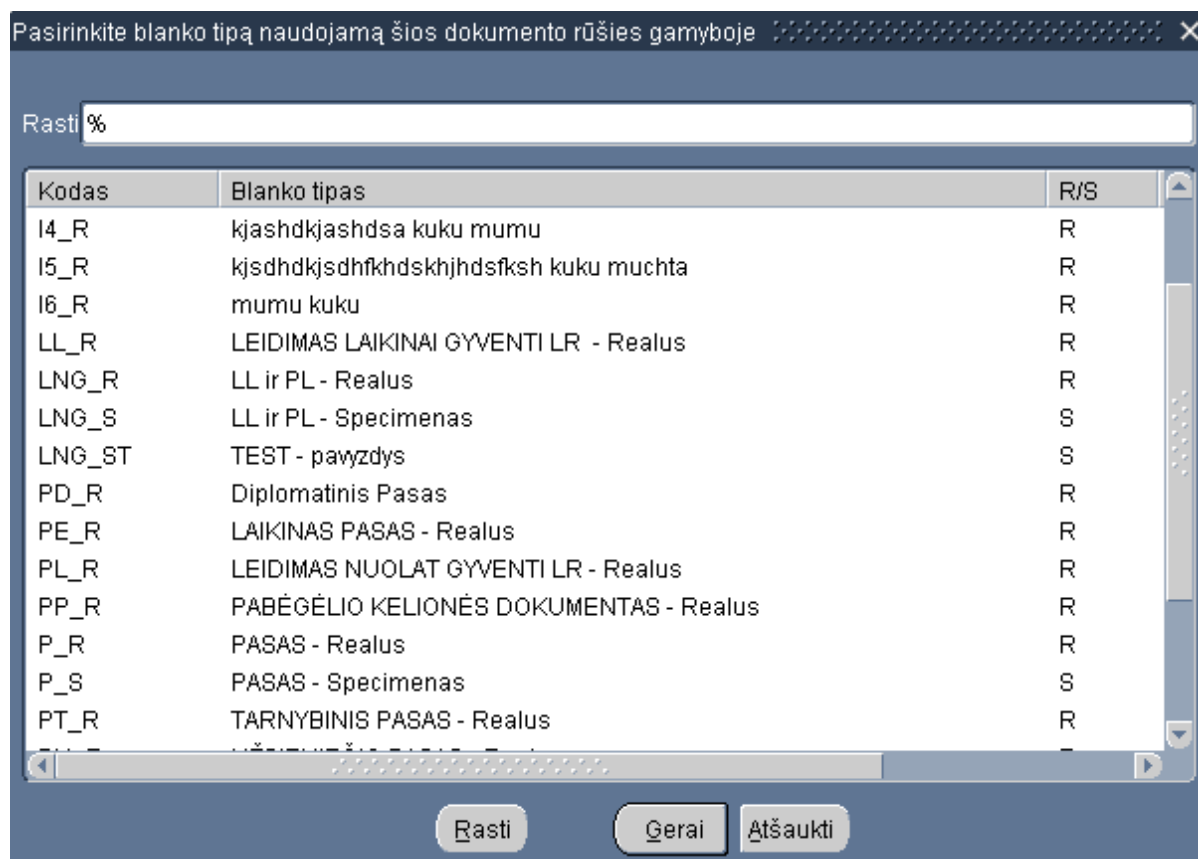 Pasirinkite blanko tipą naudojamą šios dokumento rūšies gamyboje
Rasti %
Kodas Blanko tipas R/S
I4_R kjashdkjashdsa kuku mumu R
I5_R kjsdhdkjsdhfkhdskhjhdsfksh kuku muchta R
I6_R mumu kuku R
LL_R LEIDIMAS LAIKINAI GYVENTI LR - Realus R
LNG_R LL ir PL - Realus R
LNG_S LL ir PL - Specimenas S
LNG_ST TEST - pavyzdys S
PD_R Diplomatinis Pasas R
PE_R LAIKINAS PASAS - Realus R
PL_R LEIDIMAS NUOLAT GYVENTI LR - Realus R
PP_R PABĖGĖLIO KELIONĖS DOKUMENTAS - Realus R
P_R PASAS - Realus R
P_S PASAS - Specimenas S
PT_R TARNYBINIS PASAS - Realus R
Rasti Gerai Atšaukti